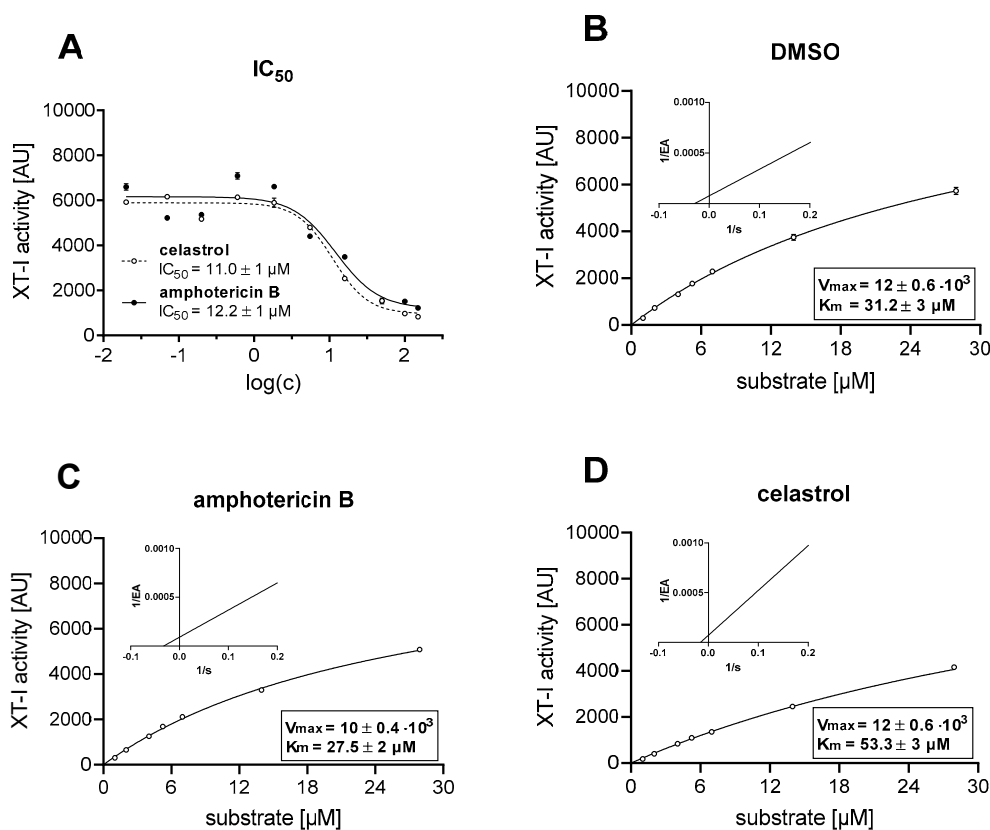 A
IC50
XT-I activity [AU]
10000
8000
6000
4000
2000
0
celastrol
IC50 = 11.0 ± 1 µM
amphotericin B
IC50 = 12.2 ± 1 µM
-2
-1
0
1
2
log(c)
B
DMSO
XT-I activity [AU]
10000
8000
6000
4000
2000
0
1/EA
0.0010
0.0005
-0.1
0.0
0.1
0.2
1/s
Vmax = 12 ± 0.6 ·10³
Km = 31.2 ± 3 µM
0
6
12
18
24
30
substrate [µM]
C
amphotericin B
XT-I activity [AU]
10000
8000
6000
4000
2000
0
1/EA
0.0010
0.0005
-0.1
0.0
0.1
0.2
1/s
Vmax = 10 ± 0.4 ·10³
Km = 27.5 ± 2 µM
0
6
12
18
24
30
substrate [µM]
D
celastrol
XT-I activity [AU]
10000
8000
6000
4000
2000
0
1/EA
0.0010
0.0005
-0.1
0.0
0.1
0.2
1/s
Vmax = 12 ± 0.6 ·10³
Km = 53.3 ± 3 µM
0
6
12
18
24
30
substrate [µM]